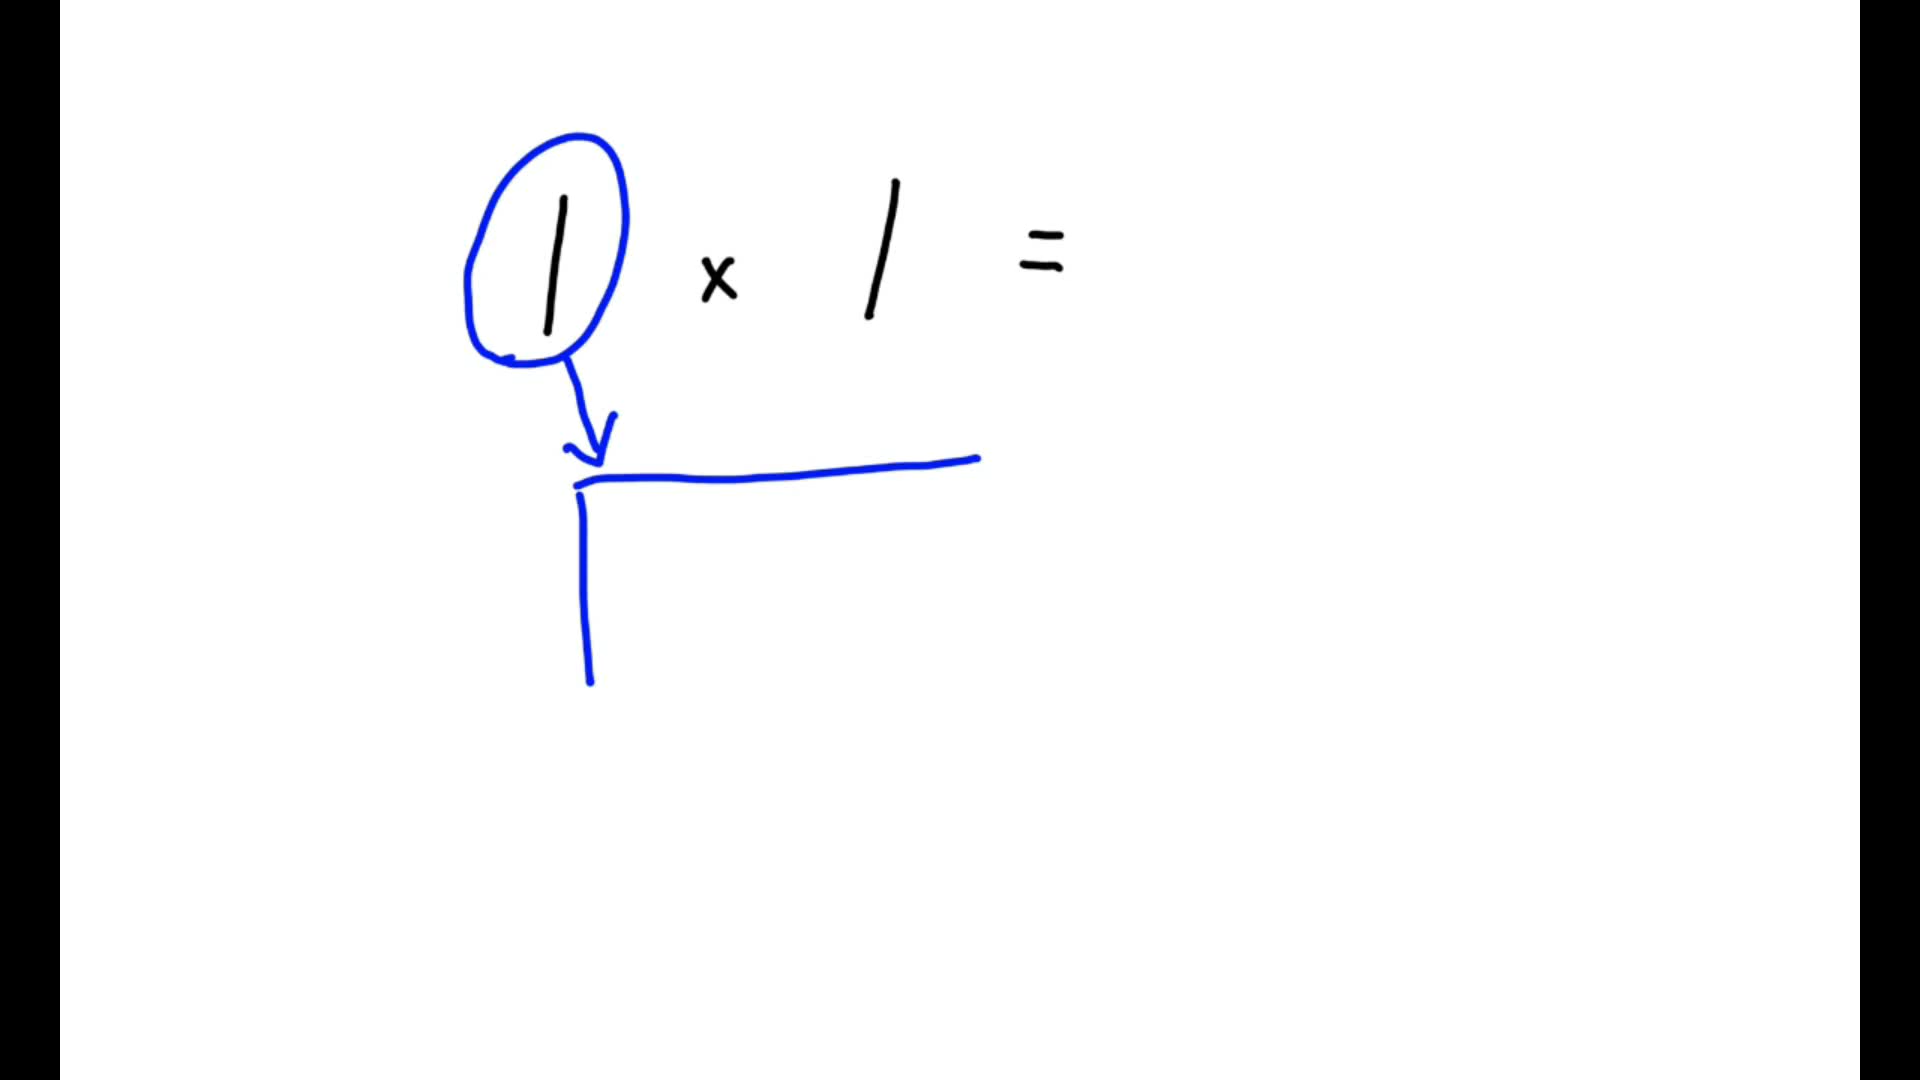 1 x 1 =